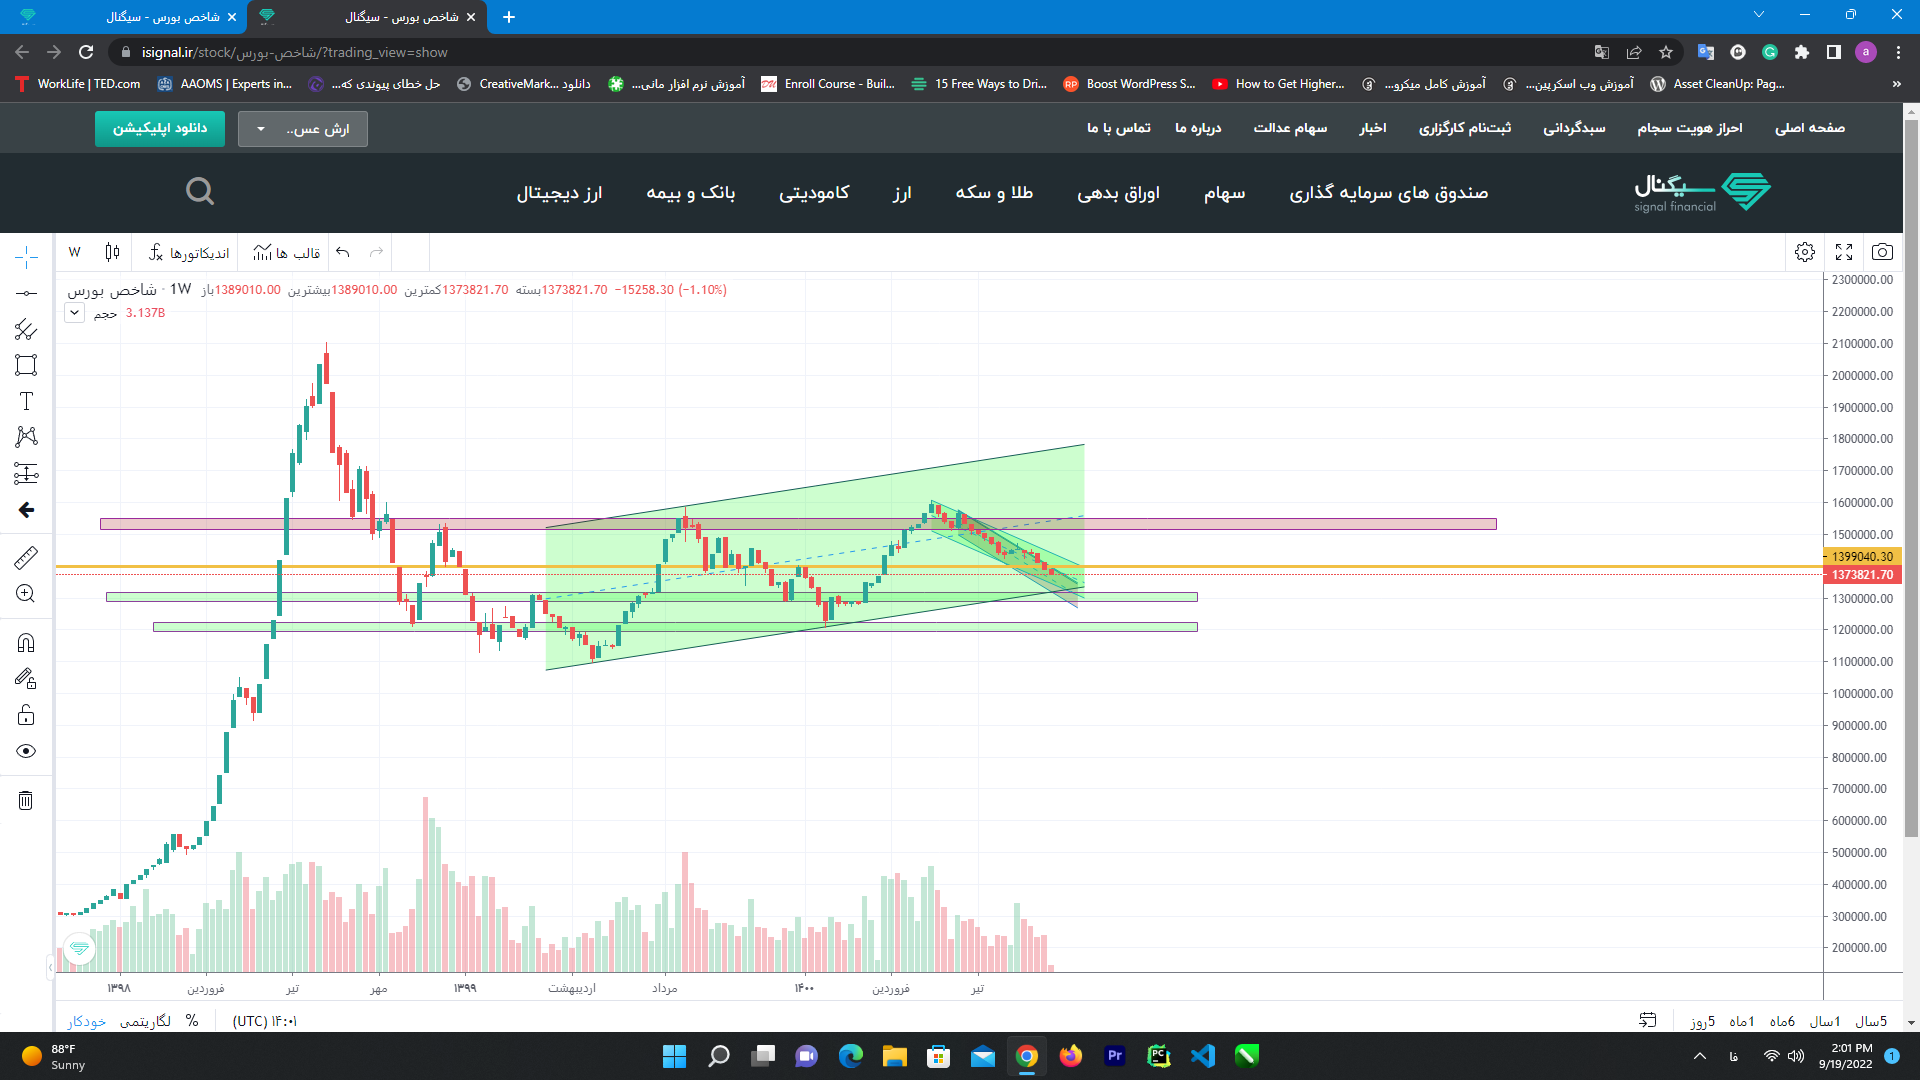 شاخص بورس - سیگنال
شاخص بورس - سیگنال
isignal.ir/stock/شاخص-بورس/?trading_view=show
a
WorkLife | TED.com
AAOMS | Experts in...
حل خطای پیوندی که...
دانلود CreativeMark...
آموزش نرم افزار مانی...
Enroll Course - Buil...
15 Free Ways to Dri...
Boost WordPress S...
How to Get Higher...
آموزش کامل میکرو...
آموزش وب اسکرپین...
Asset CleanUp: Pag...
»
صفحه اصلی
احراز هویت سجام
سبدگردانی
ثبت‌نام کارگزاری
اخبار
سهام عدالت
درباره ما
تماس با ما
ارش عس..
دانلود اپلیکیشن
سیگنال
signal financial
صندوق های سرمایه گذاری
سهام
اوراق بدهی
طلا و سکه
ارز
کامودیتی
بانک و بیمه
ارز دیجیتال
W
اندیکاتورها
قالب ها
شاخص بورس · 1W
باز1389010.00 بیشترین1389010.00 کمترین1373821.70 بسته1373821.70 −15258.30 (−1.10%)
حجم 3.137B
2300000.00
2200000.00
2100000.00
2000000.00
1900000.00
1800000.00
1700000.00
1600000.00
1500000.00
1399040.30
1373821.70
1300000.00
1200000.00
1100000.00
1000000.00
900000.00
800000.00
700000.00
600000.00
500000.00
400000.00
300000.00
200000.00
۱۳۹۸ فروردین تیر مهر ۱۳۹۹ اردیبهشت مرداد ۱۴۰۰ فروردین تیر
خودکار لگاریتمی %
۱۴:۰۱ (UTC)
5سال 1سال 6ماه 1ماه 5روز
88°F
Sunny
Pr
PC
فا
2:01 PM
9/19/2022
1